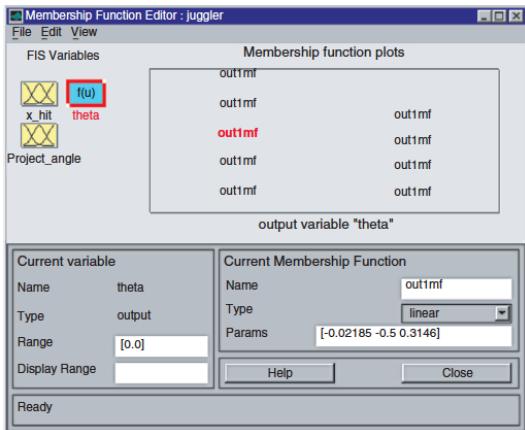 Membership Function Editor : juggler
File Edit View
FIS Variables
Membership function plots
f(u)
x_hit theta
Project_angle
out1mf
out1mf
out1mf
out1mf
out1mf
out1mf
out1mf
out1mf
out1mf
output variable "theta"
Current variable
Name theta
Type output
Range [0.0]
Display Range
Current Membership Function
Name out1mf
Type linear
Params [-0.02185 -0.5 0.3146]
Help Close
Ready